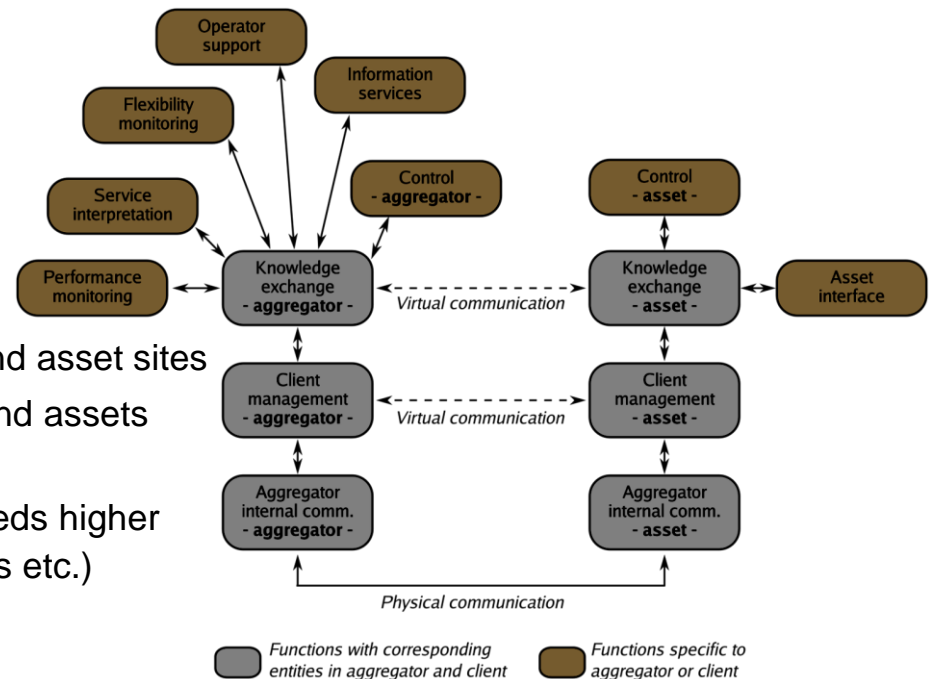 Operator
support
Information
services
Flexibility
monitoring
Control
- aggregator -
Control
- asset -
Service
interpretation
Performance
monitoring
Knowledge
exchange
- aggregator -
Virtual communication
Knowledge
exchange
- asset -
Asset
interface
nd asset sites
nd assets
Client
management
- aggregator -
Virtual communication
Client
management
- asset -
eds higher
s etc.)
Aggregator
internal comm.
- aggregator -
Aggregator
internal comm.
- asset -
Physical communication
Functions with corresponding
entities in aggregator and client
Functions specific to
aggregator or client